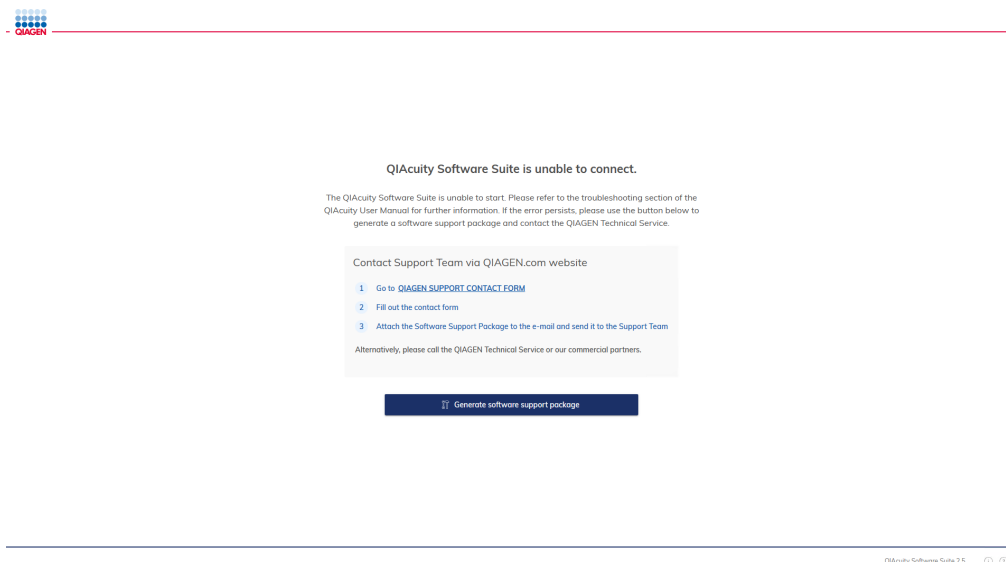 QIAGEN
QIAcuity Software Suite is unable to connect.
The QIAcuity Software Suite is unable to start. Please refer to the troubleshooting section of the
QIAcuity User Manual for further information. If the error persists, please use the button below to
generate a software support package and contact the QIAGEN Technical Service.
Contact Support Team via QIAGEN.com website
1 Go to QIAGEN SUPPORT CONTACT FORM
2 Fill out the contact form
3 Attach the Software Support Package to the e-mail and send it to the Support Team
Alternatively, please call the QIAGEN Technical Service or our commercial partners.
Generate software support package
QIAcuity Software Suite 2.5